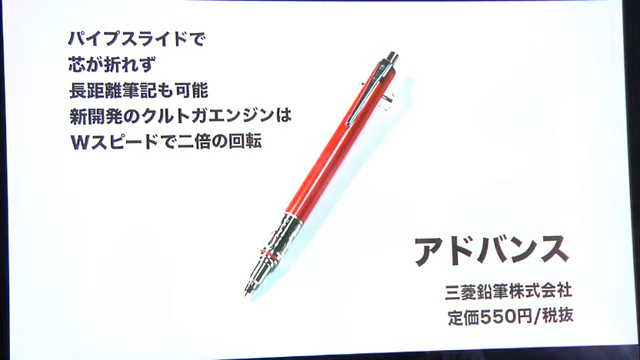 パイプスライドで
芯が折れず
長距離筆記も可能
新開発のクルトガエンジンは
Wスピードで二倍の回転
アドバンス
三菱鉛筆株式会社
定価550円/税抜